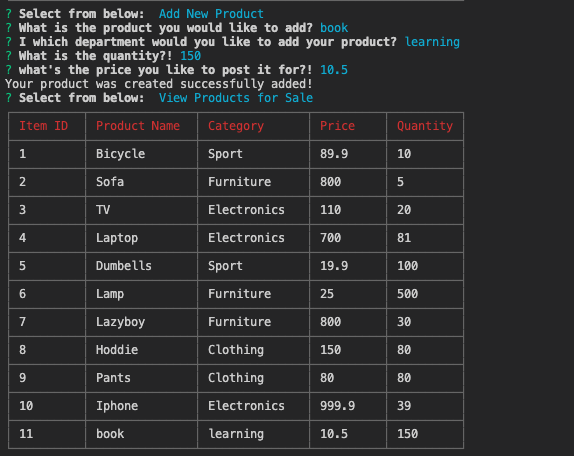 ? Select from below:  Add New Product
? What is the product you would like to add? book
? I which department would you like to add your product? learning
? What is the quantity?! 150
? what's the price you like to post it for?! 10.5
Your product was created successfully added!
? Select from below:  View Products for Sale
Item ID Product Name Category Price Quantity
1 Bicycle Sport 89.9 10
2 Sofa Furniture 800 5
3 TV Electronics 110 20
4 Laptop Electronics 700 81
5 Dumbells Sport 19.9 100
6 Lamp Furniture 25 500
7 Lazyboy Furniture 800 30
8 Hoddie Clothing 150 80
9 Pants Clothing 80 80
10 Iphone Electronics 999.9 39
11 book learning 10.5 150